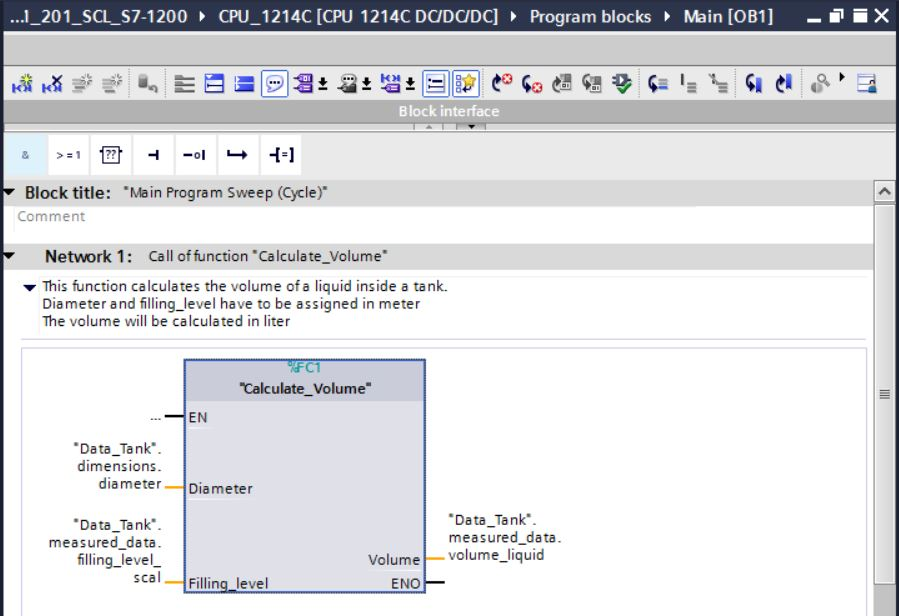 ...I_201_SCL_S7-1200 ▸ CPU_1214C [CPU 1214C DC/DC/DC] ▸ Program blocks ▸ Main [OB1]
Block interface
& >=1 ?? -o| -[=]
Block title: "Main Program Sweep (Cycle)"
Comment
Network 1: Call of function "Calculate_Volume"
This function calculates the volume of a liquid inside a tank.
Diameter and filling_level have to be assigned in meter
The volume will be calculated in liter
%FC1
"Calculate_Volume"
... EN
"Data_Tank".
dimensions.
diameter
Diameter
"Data_Tank".
measured_data.
filling_level_
scal
Filling_level
"Data_Tank".
measured_data.
volume_liquid
Volume
ENO